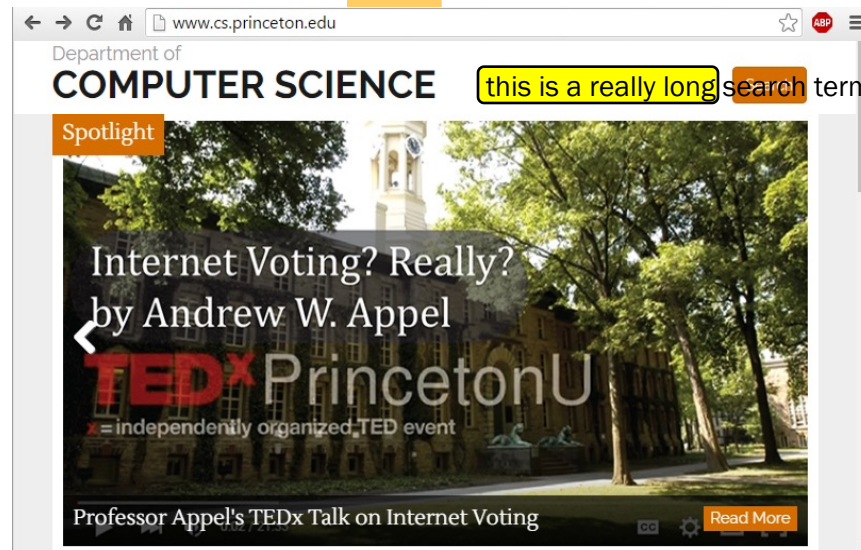 www.cs.princeton.edu
ABP
Department of
COMPUTER SCIENCE
this is a really long search term
Spotlight
Internet Voting? Really?
by Andrew W. Appel
TEDx PrincetonU
x=independently organized TED event
Professor Appel's TEDx Talk on Internet Voting
CC
Read More